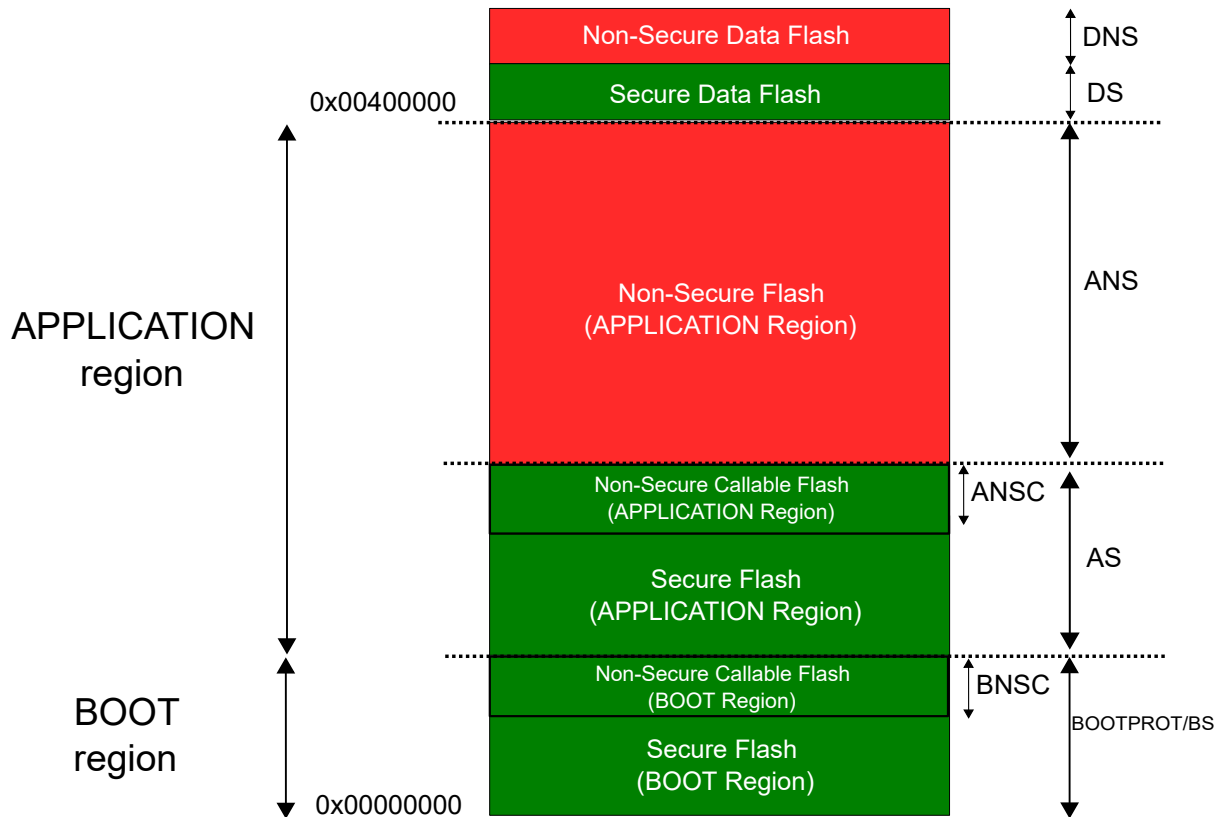 Non-Secure Data Flash
DNS
Secure Data Flash
DS
0x00400000
Non-Secure Flash
(APPLICATION Region)
ANS
APPLICATION
region
Non-Secure Callable Flash
(APPLICATION Region)
ANSC
AS
Secure Flash
(APPLICATION Region)
Non-Secure Callable Flash
(BOOT Region)
BNSC
BOOT
region
BOOTPROT/BS
Secure Flash
(BOOT Region)
0x00000000